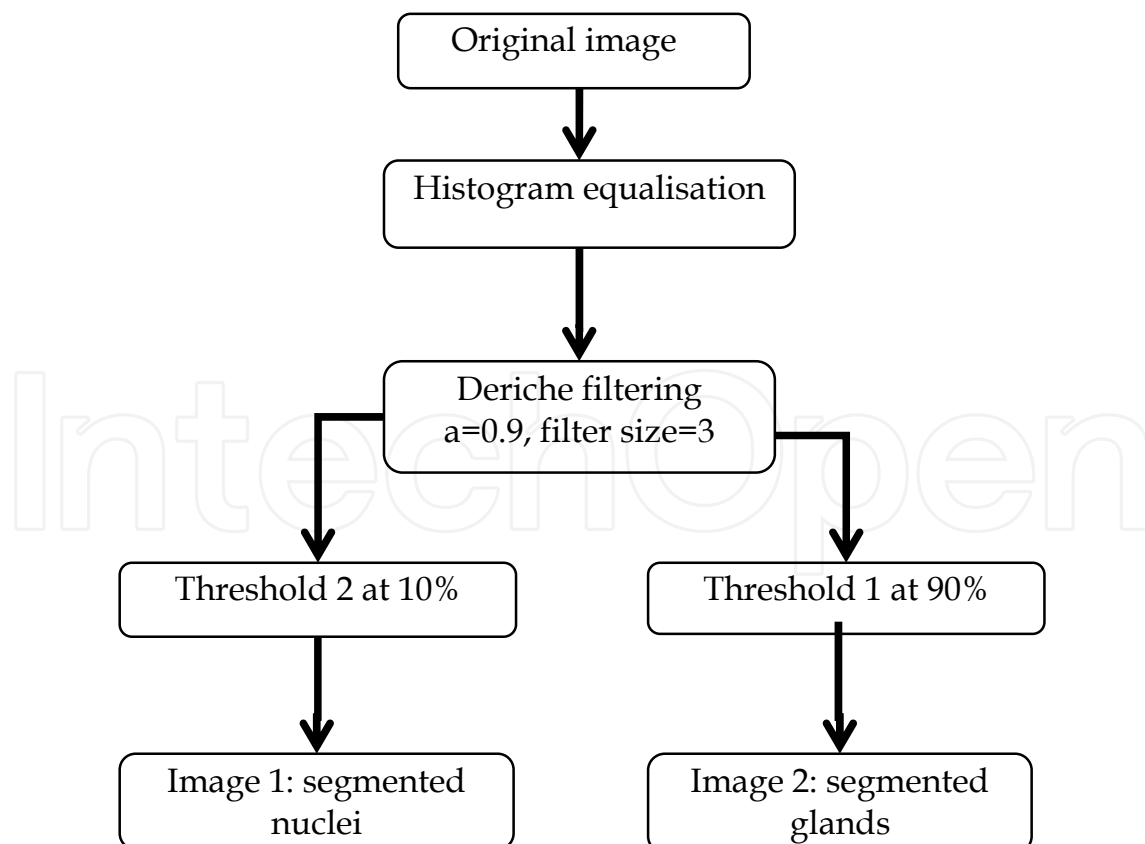 Original image
Histogram equalisation
Deriche filtering
a=0.9, filter size=3
IntechOpen
Threshold 2 at 10%
Threshold 1 at 90%
Image 1: segmented
nuclei
Image 2: segmented
glands